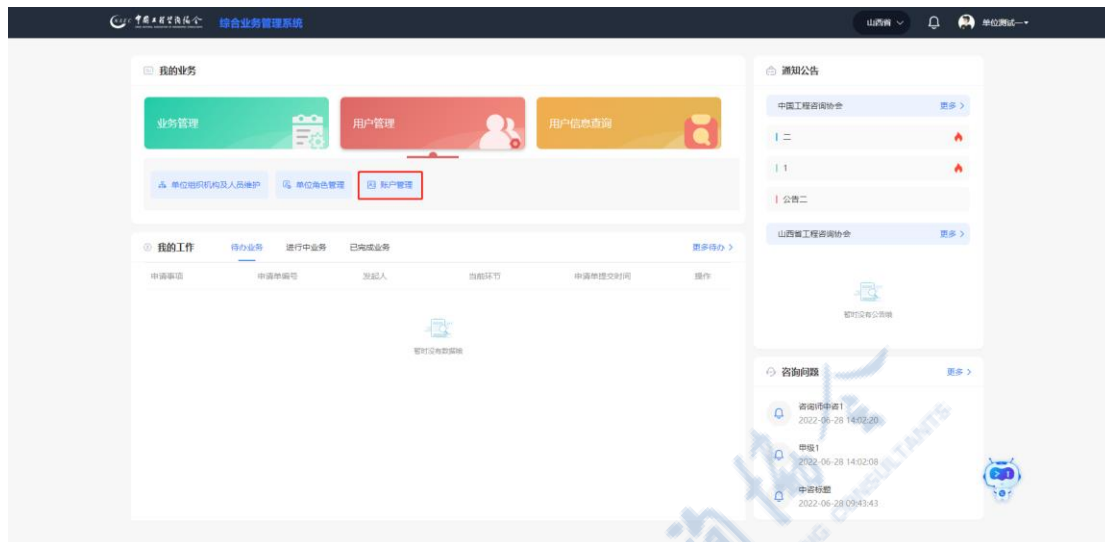 中国工程咨询协会 综合业务管理系统 山西省 单位测试一
我的业务
业务管理 用户管理 用户信息查询
单位组织机构及人员维护 单位角色管理 账户管理
我的工作 待办业务 进行中业务 已完成业务 更多待办 >
申请事项 申请单编号 发起人 当前环节 申请单提交时间 操作
暂时没有数据哦
通知公告
中国工程咨询协会 更多 >
二
1
公告二
山西省工程咨询协会 更多 >
暂时没有公告哦
咨询问题 更多 >
咨询师中咨1
2022-06-28 14:02:20
甲级1
2022-06-28 14:02:08
中咨标题
2022-06-28 09:43:43